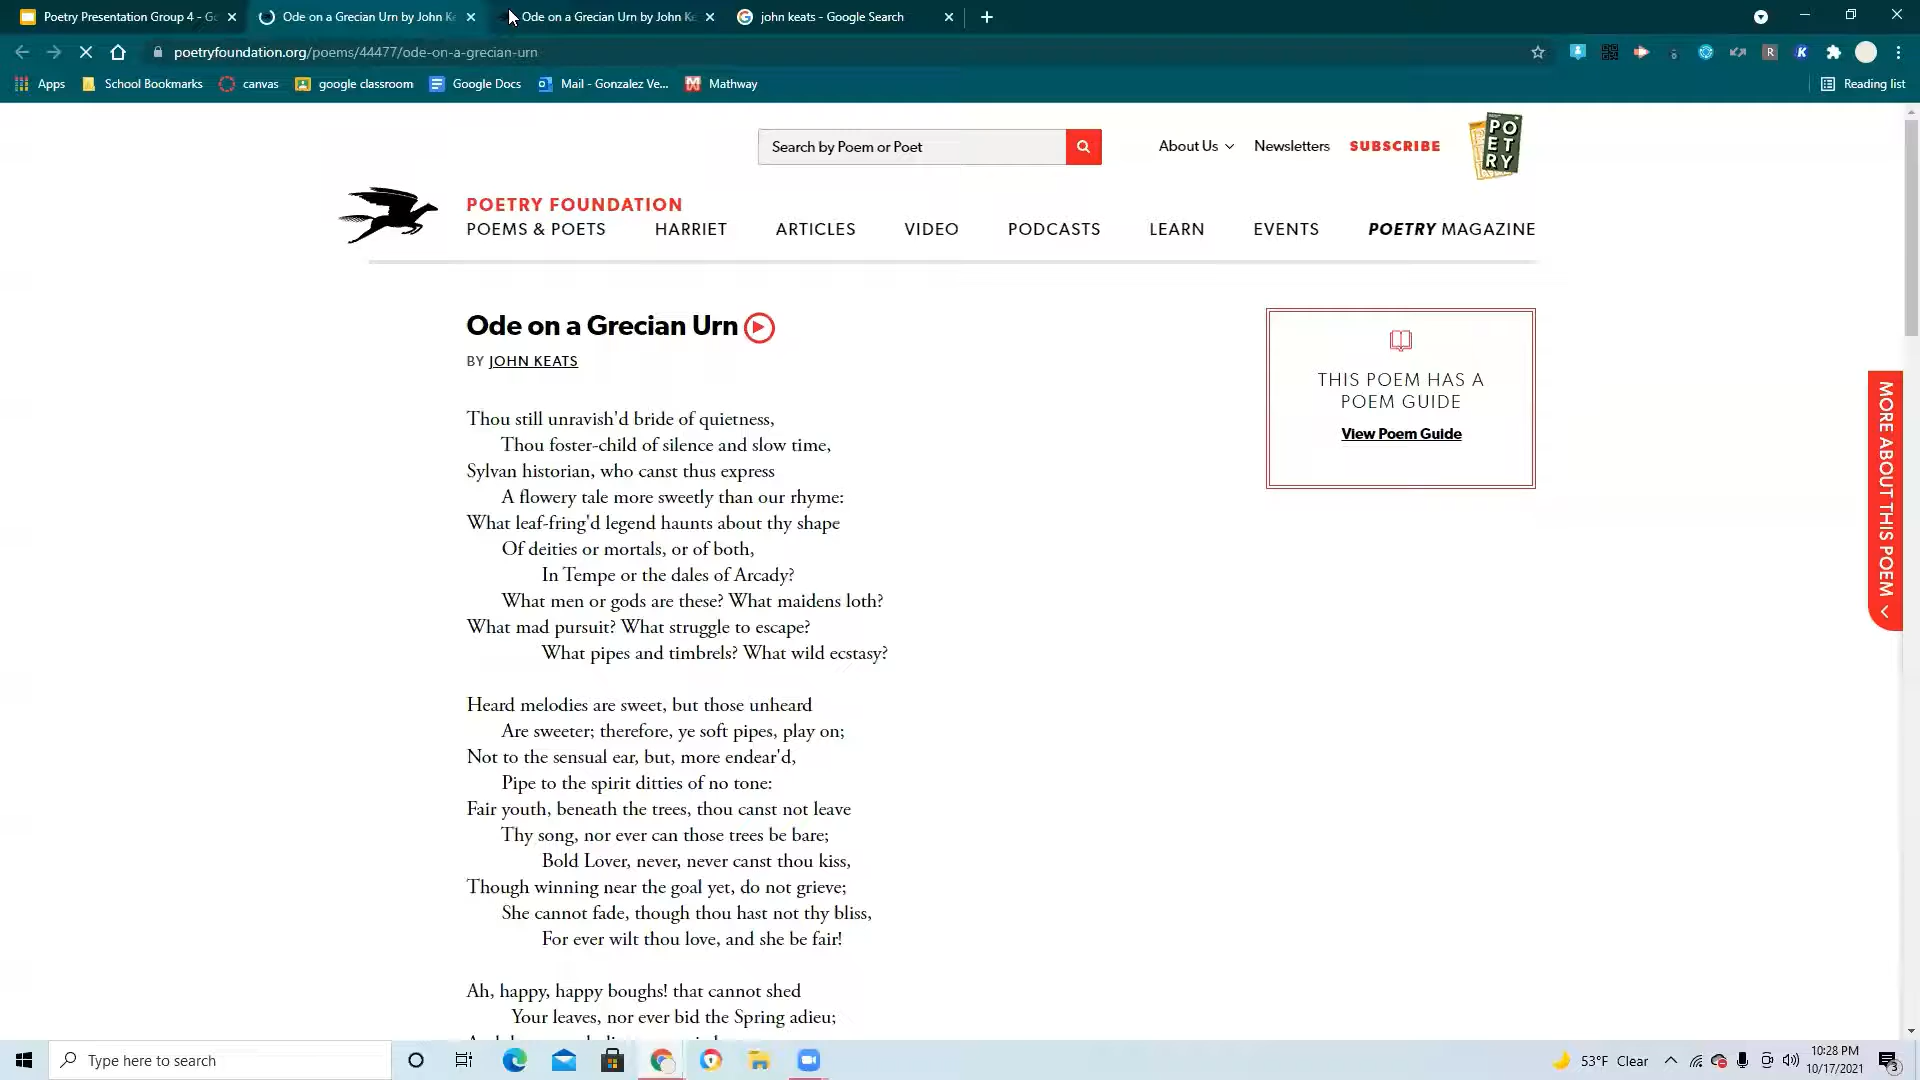 Poetry Presentation Group 4 - Go
Ode on a Grecian Urn by John Ke
Ode on a Grecian Urn by John Ke
john keats - Google Search
poetryfoundation.org/poems/44477/ode-on-a-grecian-urn
Apps
School Bookmarks
canvas
google classroom
Google Docs
Mail - Gonzalez Ve...
Mathway
Reading list
Search by Poem or Poet
About Us
Newsletters
SUBSCRIBE
POETRY
POETRY FOUNDATION
POEMS & POETS
HARRIET
ARTICLES
VIDEO
PODCASTS
LEARN
EVENTS
POETRY MAGAZINE
Ode on a Grecian Urn
BY JOHN KEATS
THIS POEM HAS A
POEM GUIDE
View Poem Guide
MORE ABOUT THIS POEM
Thou still unravish'd bride of quietness,
Thou foster-child of silence and slow time,
Sylvan historian, who canst thus express
A flowery tale more sweetly than our rhyme:
What leaf-fring'd legend haunts about thy shape
Of deities or mortals, or of both,
In Tempe or the dales of Arcady?
What men or gods are these? What maidens loth?
What mad pursuit? What struggle to escape?
What pipes and timbrels? What wild ecstasy?
Heard melodies are sweet, but those unheard
Are sweeter; therefore, ye soft pipes, play on;
Not to the sensual ear, but, more endear'd,
Pipe to the spirit ditties of no tone:
Fair youth, beneath the trees, thou canst not leave
Thy song, nor ever can those trees be bare;
Bold Lover, never, never canst thou kiss,
Though winning near the goal yet, do not grieve;
She cannot fade, though thou hast not thy bliss,
For ever wilt thou love, and she be fair!
Ah, happy, happy boughs! that cannot shed
Your leaves, nor ever bid the Spring adieu;
Type here to search
53°F Clear
10:28 PM
10/17/2021
3